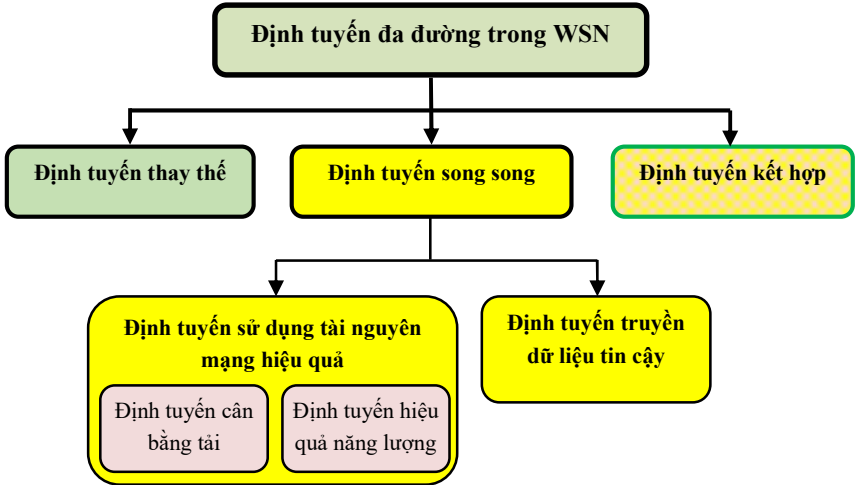 Định tuyến đa đường trong WSN
Định tuyến thay thế
Định tuyến song song
Định tuyến kết hợp
Định tuyến sử dụng tài nguyên
mạng hiệu quả
Định tuyến cân
bằng tải
Định tuyến hiệu
quả năng lượng
Định tuyến truyền
dữ liệu tin cậy